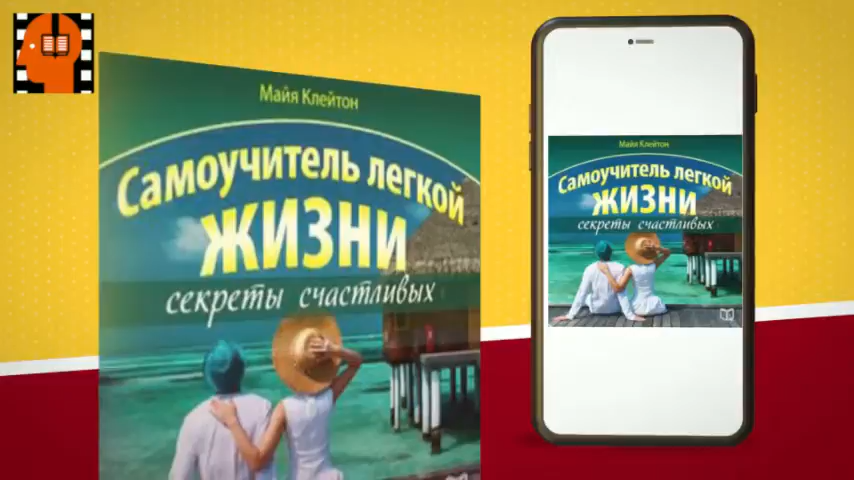 Майя Клейтон
Самоучитель легкой
жизни
секреты счастливых
Майя Клейтон
Самоучитель легкой
жизни
секреты счастливых